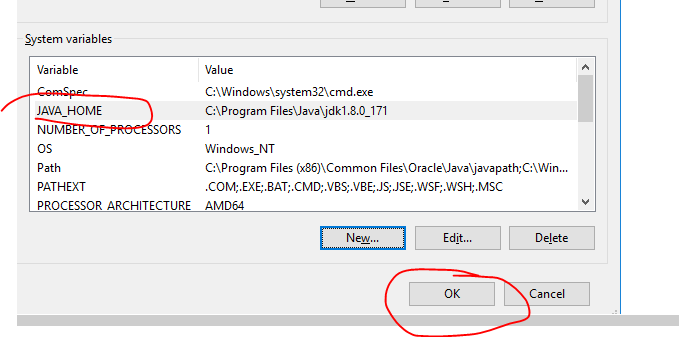 System variables
Variable Value
ComSpec C:\Windows\system32\cmd.exe
JAVA_HOME C:\Program Files\Java\jdk1.8.0_171
NUMBER_OF_PROCESSORS 1
OS Windows_NT
Path C:\Program Files (x86)\Common Files\Oracle\Java\javapath;C:\Win...
PATHEXT .COM;.EXE;.BAT;.CMD;.VBS;.VBE;.JS;.JSE;.WSF;.WSH;.MSC
PROCESSOR_ARCHITECTURE AMD64
New... Edit... Delete
OK Cancel